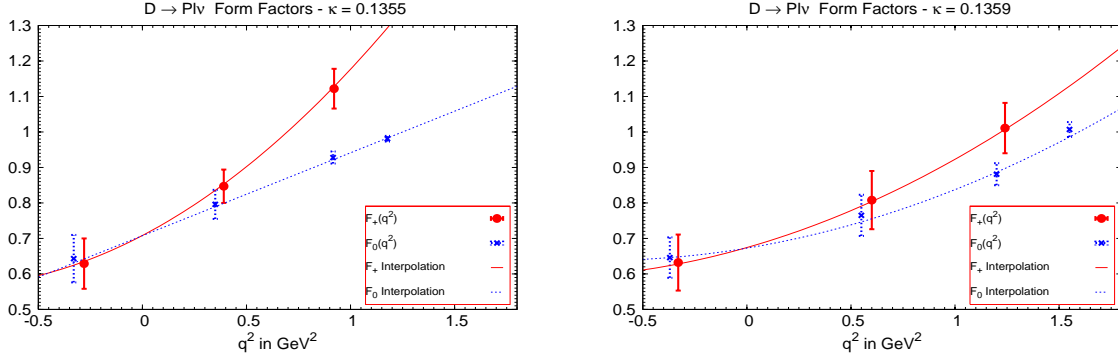 D → Plν Form Factors - κ = 0.1355
1.3
1.2
1.1
1
0.9
0.8
0.7
0.6
0.5
-0.5
0
0.5
1
1.5
q² in GeV²
F₊(q²)
F₀(q²)
F₊ Interpolation
F₀ Interpolation
D → Plν Form Factors - κ = 0.1359
1.3
1.2
1.1
1
0.9
0.8
0.7
0.6
0.5
-0.5
0
0.5
1
1.5
q² in GeV²
F₊(q²)
F₀(q²)
F₊ Interpolation
F₀ Interpolation